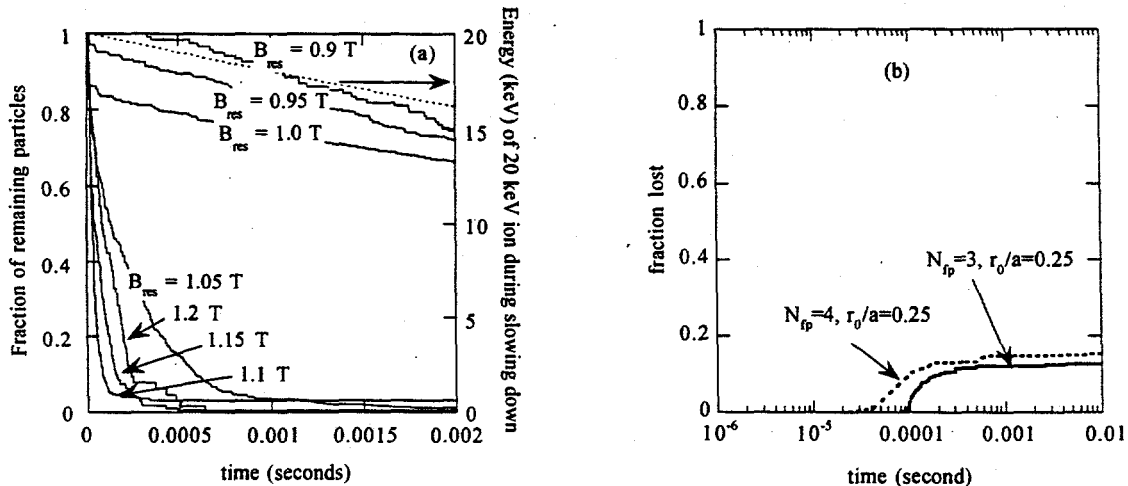 Fraction of remaining particles
1
0.8
0.6
0.4
0.2
0
0
0.0005
0.001
0.0015
0.002
time (seconds)
20
15
10
5
0
Energy (keV) of 20 keV ion during slowing down
(a)
B_res = 0.9 T
B_res = 0.95 T
B_res = 1.0 T
B_res = 1.05 T
1.2 T
1.15 T
1.1 T
fraction lost
1
0.8
0.6
0.4
0.2
0
10⁻⁶
10⁻⁵
0.0001
0.001
0.01
time (second)
(b)
N_fp=3, r_0/a=0.25
N_fp=4, r_0/a=0.25